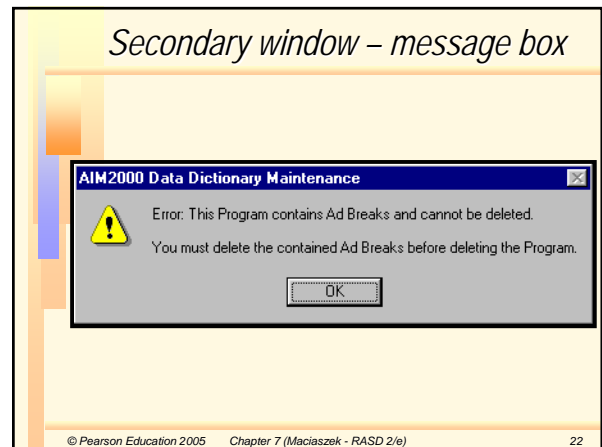 Secondary window – message box
AIM2000 Data Dictionary Maintenance
Error: This Program contains Ad Breaks and cannot be deleted.
You must delete the contained Ad Breaks before deleting the Program.
OK
© Pearson Education 2005 Chapter 7 (Maciaszek - RASD 2/e) 22